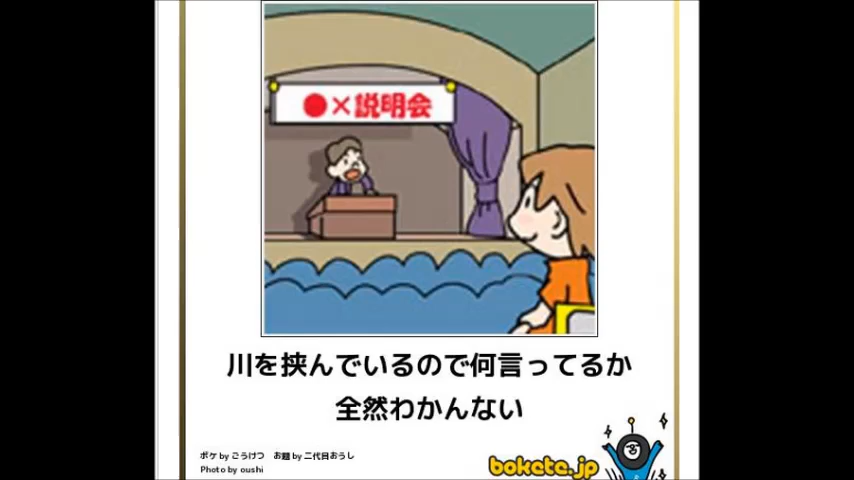 ●×説明会
川を挟んでいるので何言ってるか
全然わかんない
ボケ by ごうけつ　お題 by 二代目おうし
Photo by oushi
bokete.jp